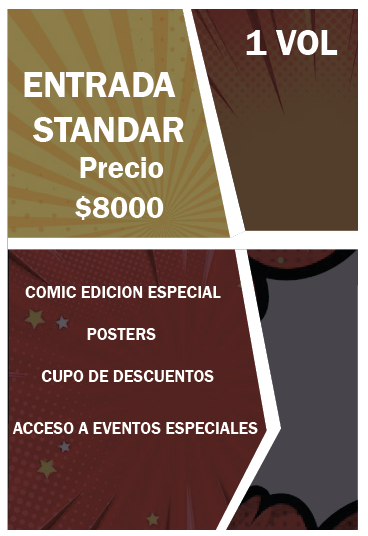 1 VOL
ENTRADA
STANDAR
Precio
$8000
COMIC EDICION ESPECIAL
POSTERS
CUPO DE DESCUENTOS
ACCESO A EVENTOS ESPECIALES